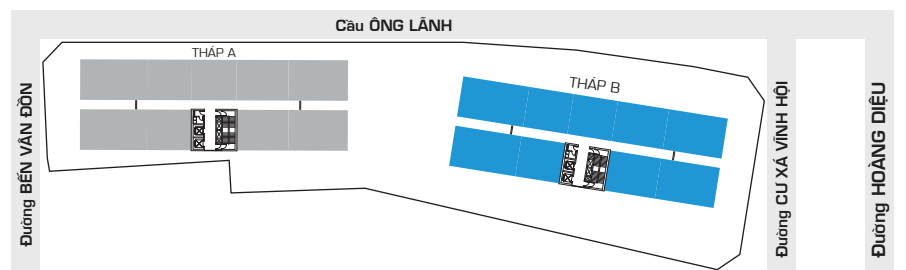 Cầu ÔNG LÃNH
THÁP A
THÁP B
Đường BẾN VÂN ĐỒN
Đường CƯ XÁ VĨNH HỘI
Đường HOÀNG DIỆU